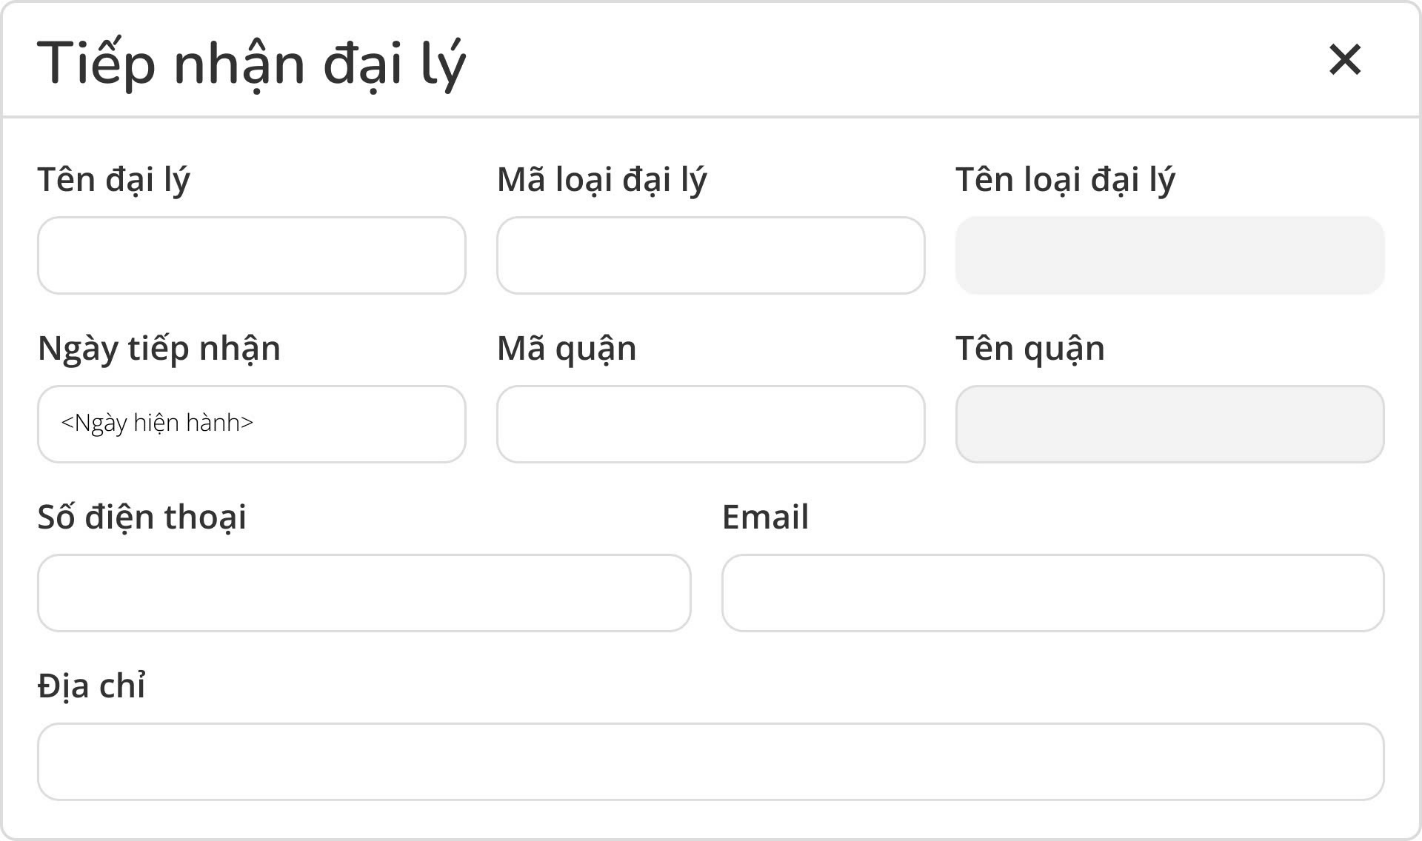 Tiếp nhận đại lý
Tên đại lý
Mã loại đại lý
Tên loại đại lý
Ngày tiếp nhận
Mã quận
Tên quận
<Ngày hiện hành>
Số điện thoại
Email
Địa chỉ